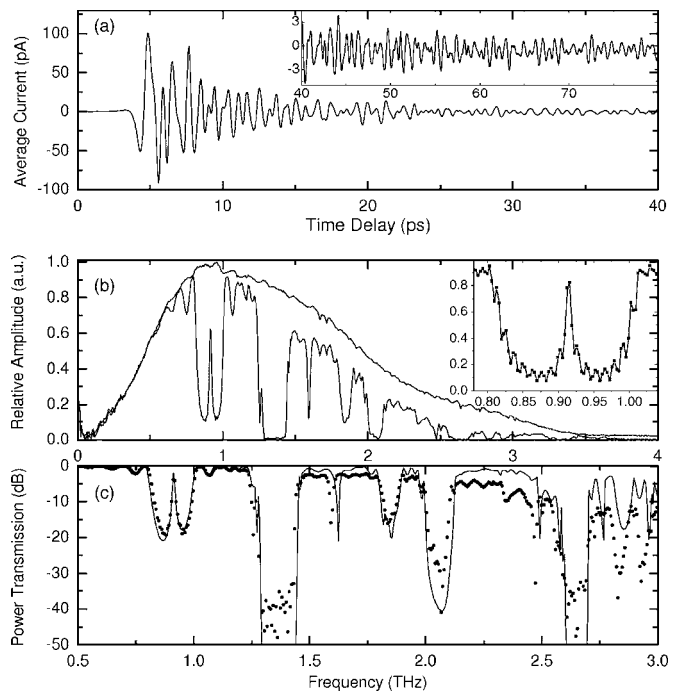 (a)
Average Current (pA)
100
50
0
-50
-100
3
0
-3
40 50 60 70
0 5 10 15 20 25 30 35 40
Time Delay (ps)
(b)
Relative Amplitude (a.u.)
1.0
0.8
0.6
0.4
0.2
0.0
0.8
0.6
0.4
0.2
0.0
0.80 0.85 0.90 0.95 1.00
0 1 2 3 4
(c)
Power Transmission (dB)
0
-10
-20
-30
-40
-50
0.5 1.0 1.5 2.0 2.5 3.0
Frequency (THz)